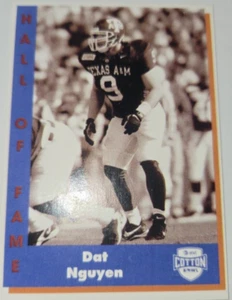 HALL OF FAME
TEXAS A&M
9
Dat
Nguyen
COTTON